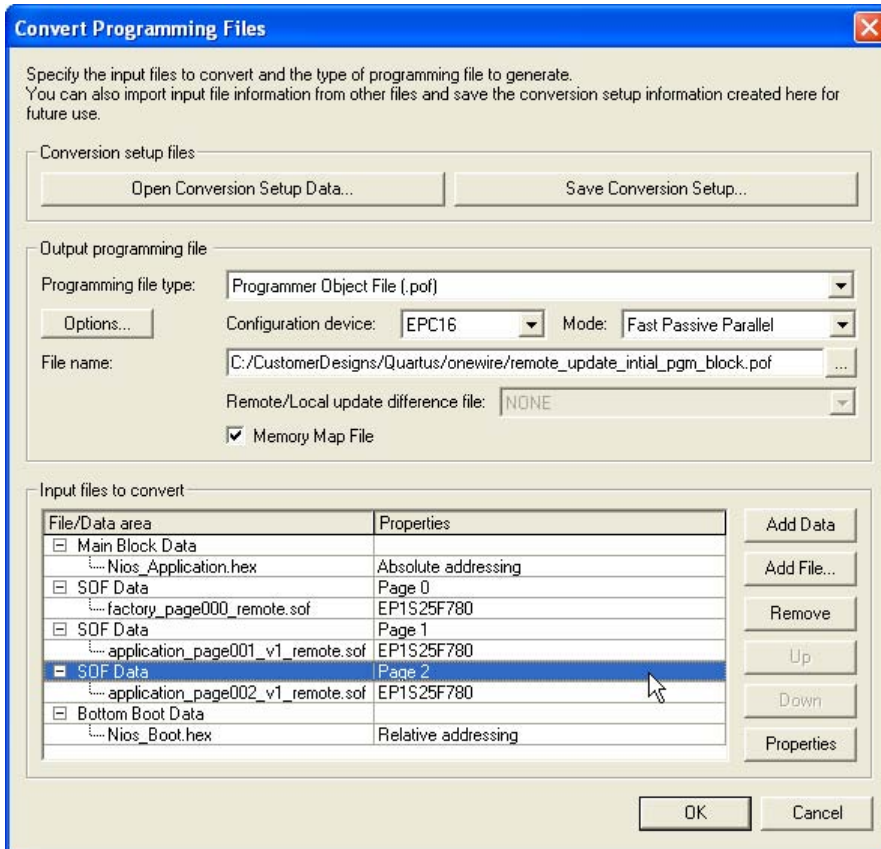 Convert Programming Files
Specify the input files to convert and the type of programming file to generate.
You can also import input file information from other files and save the conversion setup information created here for
future use.
Conversion setup files
Open Conversion Setup Data... Save Conversion Setup...
Output programming file
Programming file type: Programmer Object File (.pof)
Options... Configuration device: EPC16 Mode: Fast Passive Parallel
File name: C:/CustomerDesigns/Quartus/onewire/remote_update_intial_pgm_block.pof ...
Remote/Local update difference file: NONE
Memory Map File
Input files to convert
File/Data area Properties Add Data
Main Block Data
Nios_Application.hex Absolute addressing Add File...
SOF Data Page 0
factory_page000_remote.sof EP1S25F780 Remove
SOF Data Page 1
application_page001_v1_remote.sof EP1S25F780 Up
SOF Data Page 2
application_page002_v1_remote.sof EP1S25F780 Down
Bottom Boot Data
Nios_Boot.hex Relative addressing Properties
OK Cancel